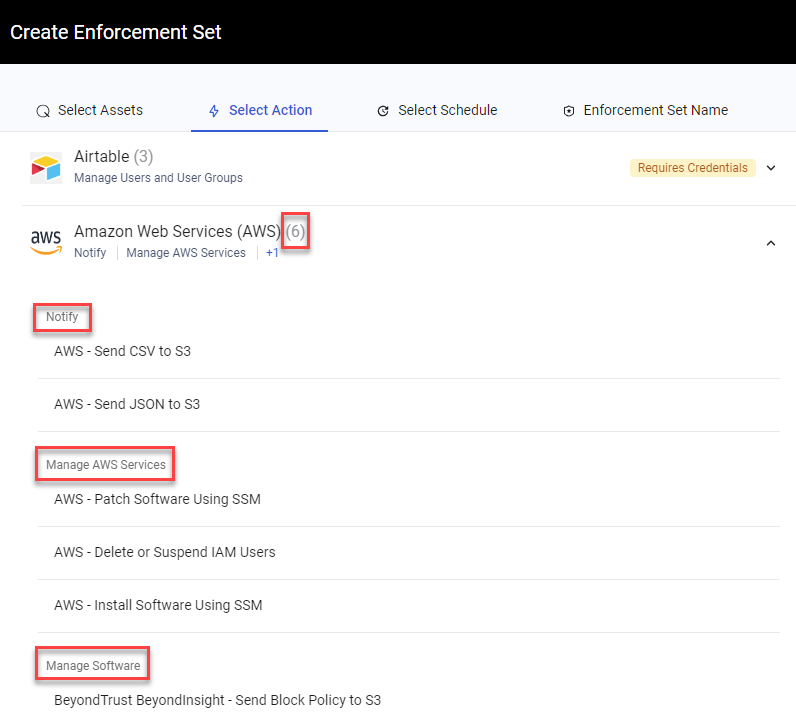 Create Enforcement Set
Select Assets Select Action Select Schedule Enforcement Set Name
Airtable (3)
Manage Users and User Groups
Requires Credentials
aws
Amazon Web Services (AWS) (6)
Notify Manage AWS Services +1
Notify
AWS - Send CSV to S3
AWS - Send JSON to S3
Manage AWS Services
AWS - Patch Software Using SSM
AWS - Delete or Suspend IAM Users
AWS - Install Software Using SSM
Manage Software
BeyondTrust BeyondInsight - Send Block Policy to S3